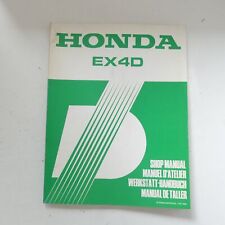 HONDA
EX4D
SHOP MANUAL
MANUEL D'ATELIER
WERKSTATT-HANDBUCH
MANUAL DE TALLER